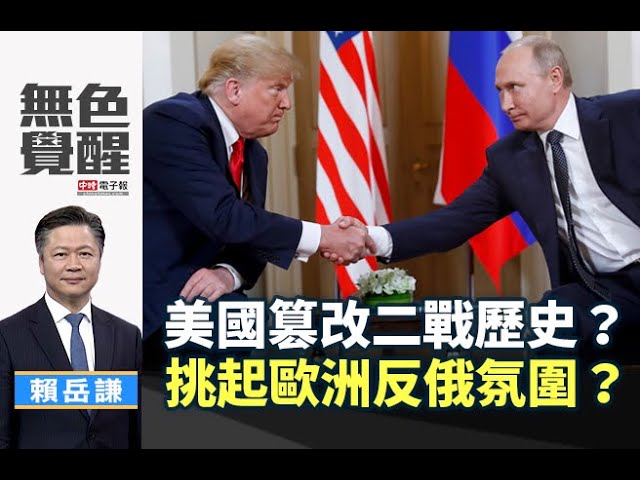 無色
覺醒
中時電子報
賴岳謙
美國篡改二戰歷史？
挑起歐洲反俄氛圍？